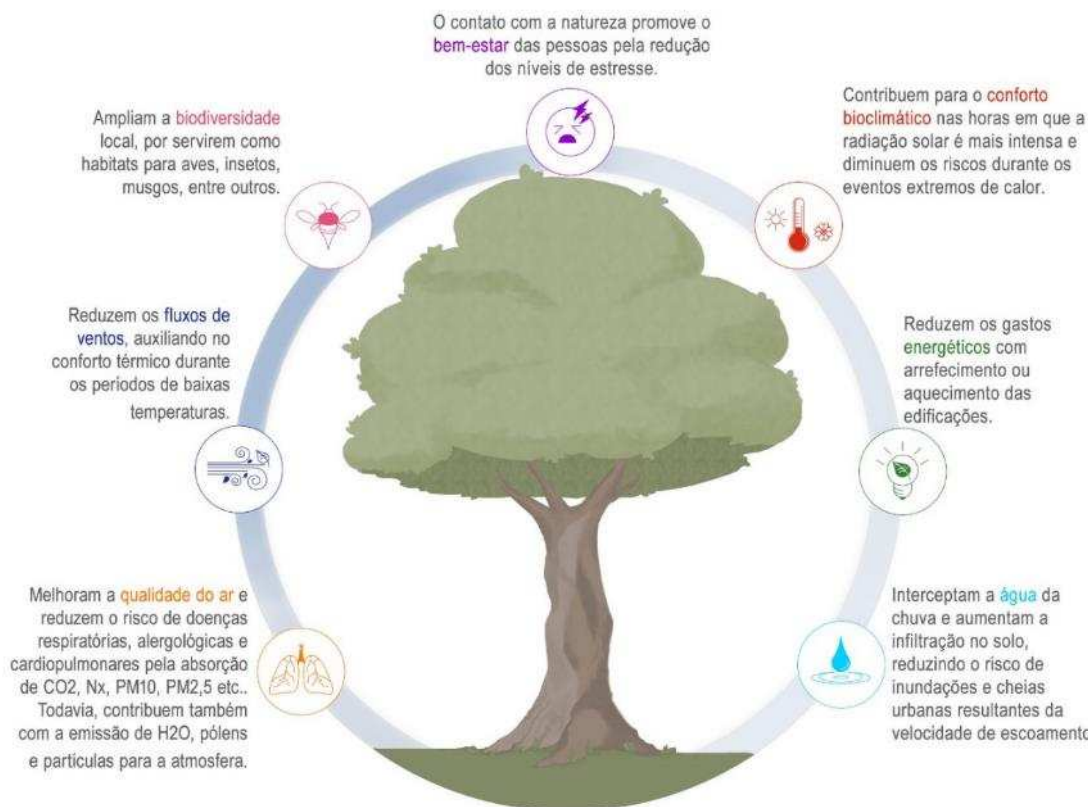 O contato com a natureza promove o
bem-estar das pessoas pela redução
dos níveis de estresse.
Ampliam a biodiversidade
local, por servirem como
habitats para aves, insetos,
musgos, entre outros.
Contribuem para o conforto
bioclimático nas horas em que a
radiação solar é mais intensa e
diminuem os riscos durante os
eventos extremos de calor.
Reduzem os fluxos de
ventos, auxiliando no
conforto térmico durante
os períodos de baixas
temperaturas.
Reduzem os gastos
energéticos com
arrefecimento ou
aquecimento das
edificações.
Melhoram a qualidade do ar e
reduzem o risco de doenças
respiratórias, alergológicas e
cardiopulmonares pela absorção
de CO2, Nx, PM10, PM2,5 etc..
Todavia, contribuem também
com a emissão de H2O, pólens
e partículas para a atmosfera.
Interceptam a água da
chuva e aumentam a
infiltração no solo,
reduzindo o risco de
inundações e cheias
urbanas resultantes da
velocidade de escoamento